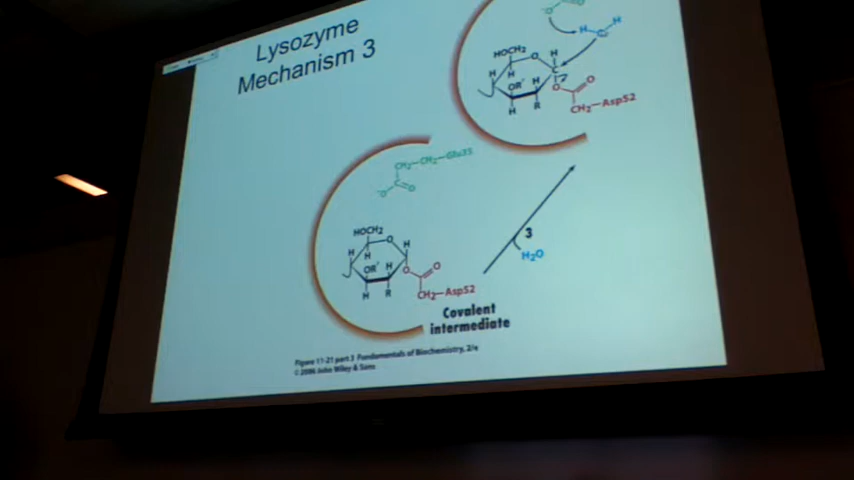 Lysozyme
Mechanism 3
H
H
HOCH2
O
H
H
H
C
OR'
H
O
O
H
R
CH2—Asp52
CH2—CH2—Glu35
C
O
-O
HOCH2
O
H
H
H
OR'
H
O
O
H
R
CH2—Asp52
3
H2O
Covalent
intermediate
Figure 11-21 part 3 Fundamentals of Biochemistry, 2/e
© 2006 John Wiley & Sons